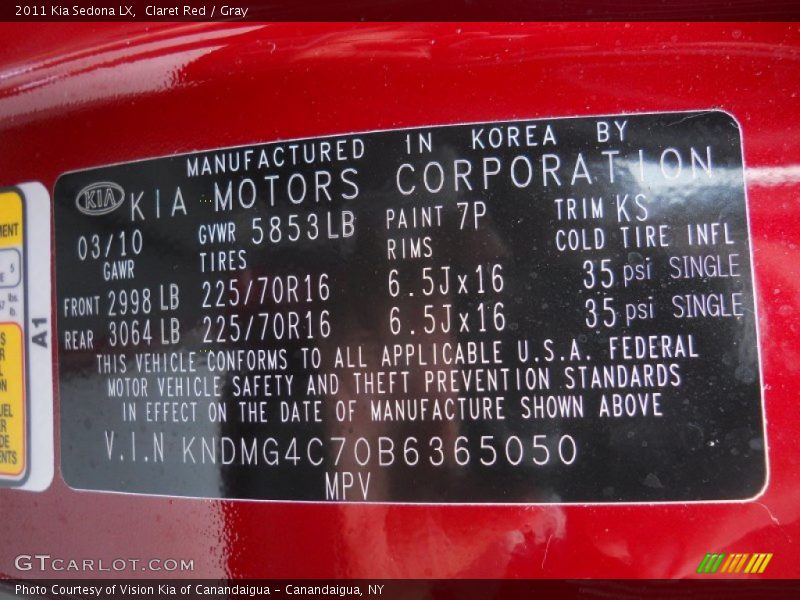 2011 Kia Sedona LX,  Claret Red / Gray
MANUFACTURED IN KOREA BY
KIA KIA MOTORS CORPORATION
03/10 GVWR 5853LB PAINT 7P TRIM KS
GAWR TIRES RIMS COLD TIRE INFL
FRONT 2998 LB 225/70R16 6.5Jx16 35 psi SINGLE
REAR 3064 LB 225/70R16 6.5Jx16 35 psi SINGLE
THIS VEHICLE CONFORMS TO ALL APPLICABLE U.S.A. FEDERAL
MOTOR VEHICLE SAFETY AND THEFT PREVENTION STANDARDS
IN EFFECT ON THE DATE OF MANUFACTURE SHOWN ABOVE
V.I.N KNDMG4C70B6365050
MPV
A1
GTCARLOT.COM
Photo Courtesy of Vision Kia of Canandaigua - Canandaigua, NY